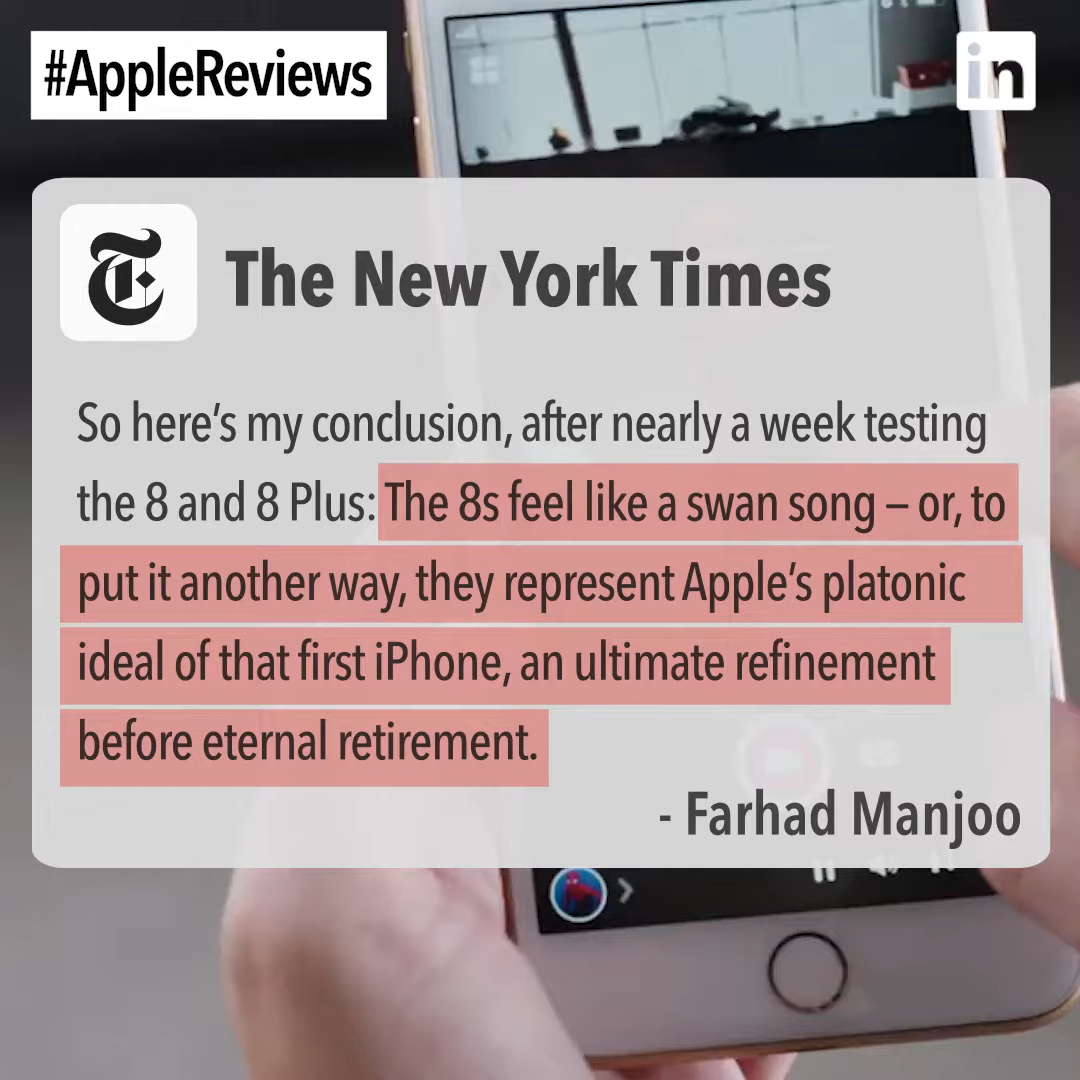 #AppleReviews
in
T
The New York Times
So here’s my conclusion, after nearly a week testing
the 8 and 8 Plus: The 8s feel like a swan song – or, to
put it another way, they represent Apple’s platonic
ideal of that first iPhone, an ultimate refinement
before eternal retirement.
- Farhad Manjoo